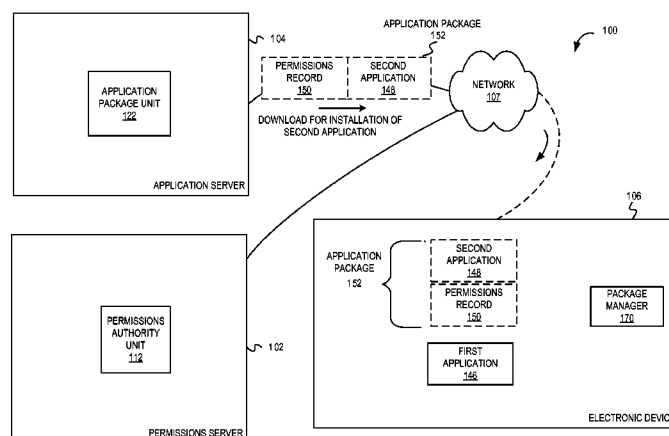 104
APPLICATION PACKAGE
152
100
PERMISSIONS
RECORD
150
SECOND
APPLICATION
148
NETWORK
107
APPLICATION
PACKAGE UNIT
122
DOWNLOAD FOR INSTALLATION OF
SECOND APPLICATION
APPLICATION SERVER
106
APPLICATION
PACKAGE
152
SECOND
APPLICATION
148
PERMISSIONS
RECORD
150
PACKAGE
MANAGER
170
PERMISSIONS
AUTHORITY
UNIT
112
102
FIRST
APPLICATION
146
PERMISSIONS SERVER
ELECTRONIC DEVIC